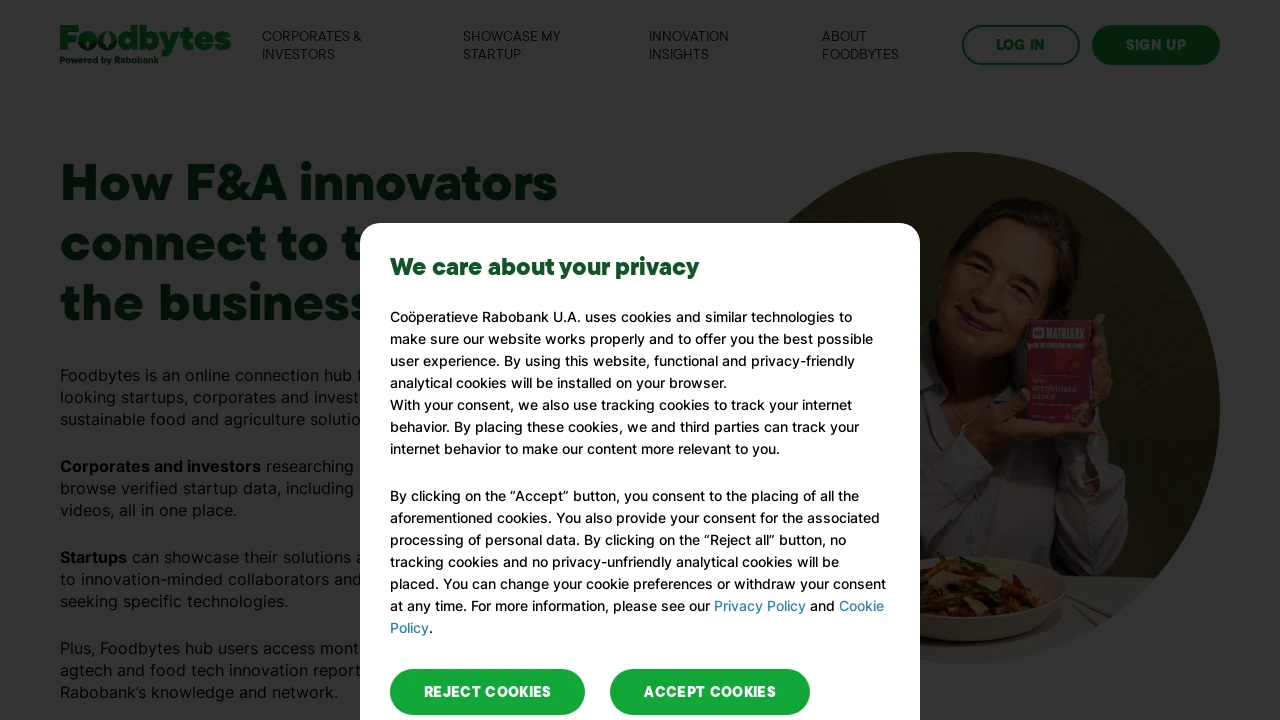 Foodbytes
Powered by Rabobank
CORPORATES &
INVESTORS
SHOWCASE MY
STARTUP
INNOVATION
INSIGHTS
ABOUT
FOODBYTES
LOG IN
SIGN UP
How F&A innovators
connect to t
the business
Foodbytes is an online connection hub f
looking startups, corporates and invest
sustainable food and agriculture solutio
Corporates and investors researching
browse verified startup data, including
videos, all in one place.
Startups can showcase their solutions a
to innovation-minded collaborators and
seeking specific technologies.
Plus, Foodbytes hub users access mont
agtech and food tech innovation report
Rabobank’s knowledge and network.
MATRIARK
arrabbiata
sauce
We care about your privacy
Coöperatieve Rabobank U.A. uses cookies and similar technologies to
make sure our website works properly and to offer you the best possible
user experience. By using this website, functional and privacy-friendly
analytical cookies will be installed on your browser.
With your consent, we also use tracking cookies to track your internet
behavior. By placing these cookies, we and third parties can track your
internet behavior to make our content more relevant to you.
By clicking on the “Accept” button, you consent to the placing of all the
aforementioned cookies. You also provide your consent for the associated
processing of personal data. By clicking on the “Reject all” button, no
tracking cookies and no privacy-unfriendly analytical cookies will be
placed. You can change your cookie preferences or withdraw your consent
at any time. For more information, please see our Privacy Policy and Cookie
Policy.
REJECT COOKIES
ACCEPT COOKIES